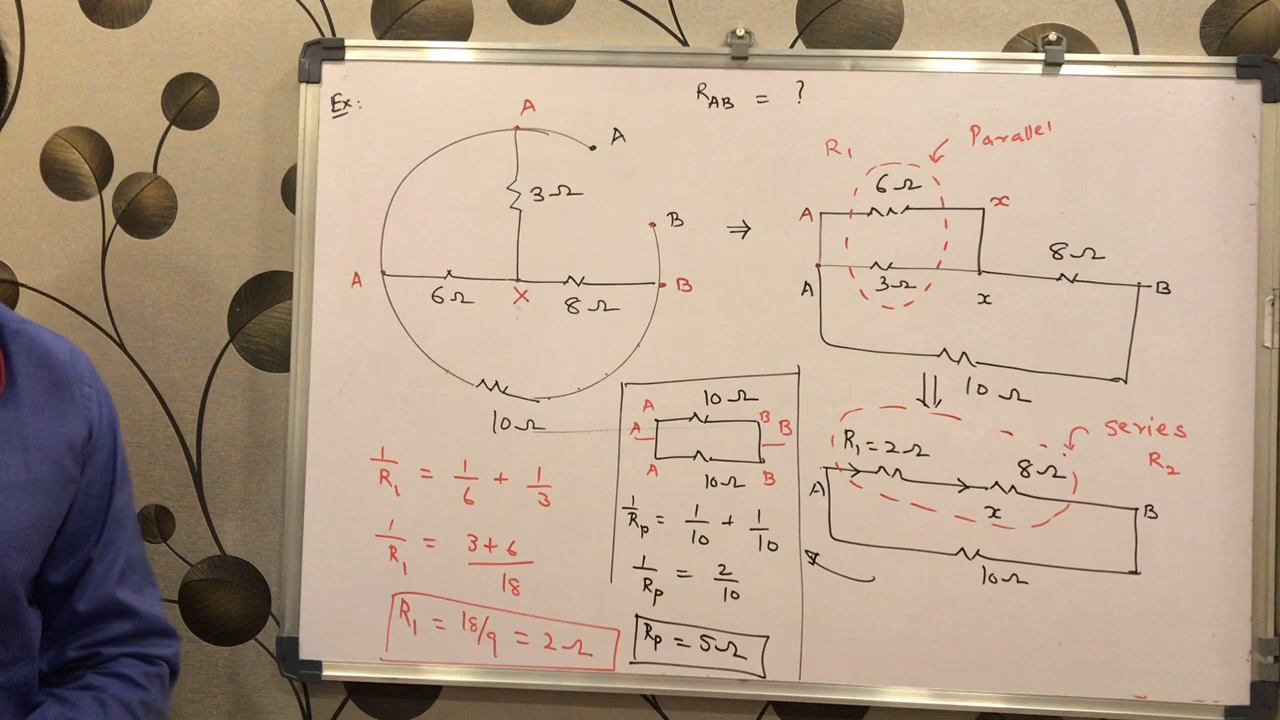 Ex:
R_AB = ?
A
A
3Ω
B
A
6Ω
X
8Ω
B
10Ω
⇒
R₁
Parallel
6Ω
A
x
8Ω
A
3Ω
x
B
10Ω
⇓
series
R₂
R₁ = 2Ω
8Ω
A
x
B
10Ω
1/R₁ = 1/6 + 1/3
1/R₁ = 3+6/18
R₁ = 18/9 = 2Ω
10Ω
A
B
A
B
A
B
10Ω
1/Rp = 1/10 + 1/10
1/Rp = 2/10
Rp = 5Ω